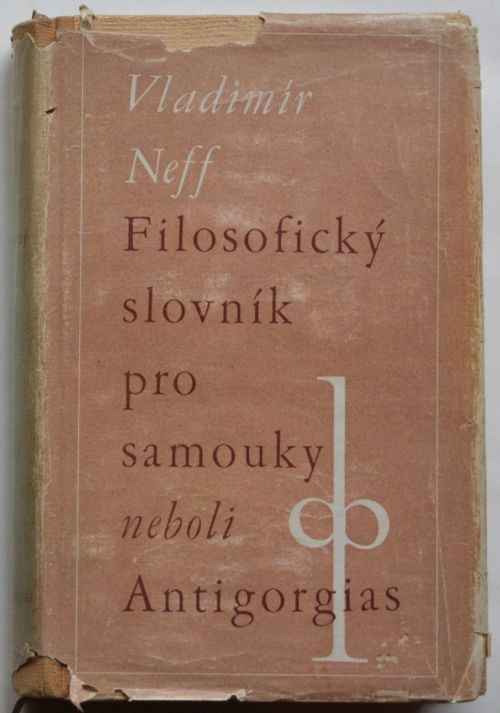 Vladimír
Neff
Filosofický
slovník
pro
samouky
neboli
Antigorgias